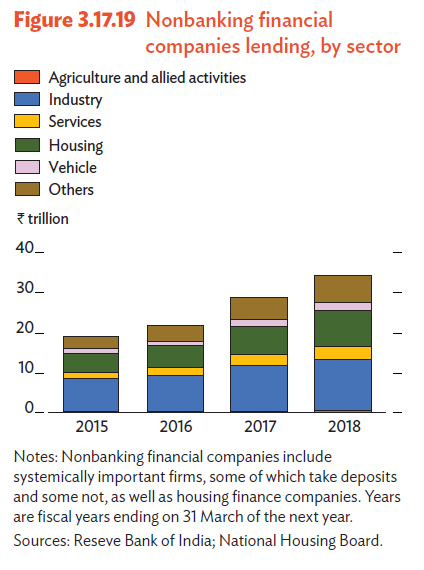 Figure 3.17.19 Nonbanking financial
companies lending, by sector
Agriculture and allied activities
Industry
Services
Housing
Vehicle
Others
₹ trillion
40
30
20
10
0
2015 2016 2017 2018
Notes: Nonbanking financial companies include
systemically important firms, some of which take deposits
and some not, as well as housing finance companies. Years
are fiscal years ending on 31 March of the next year.
Sources: Reseve Bank of India; National Housing Board.